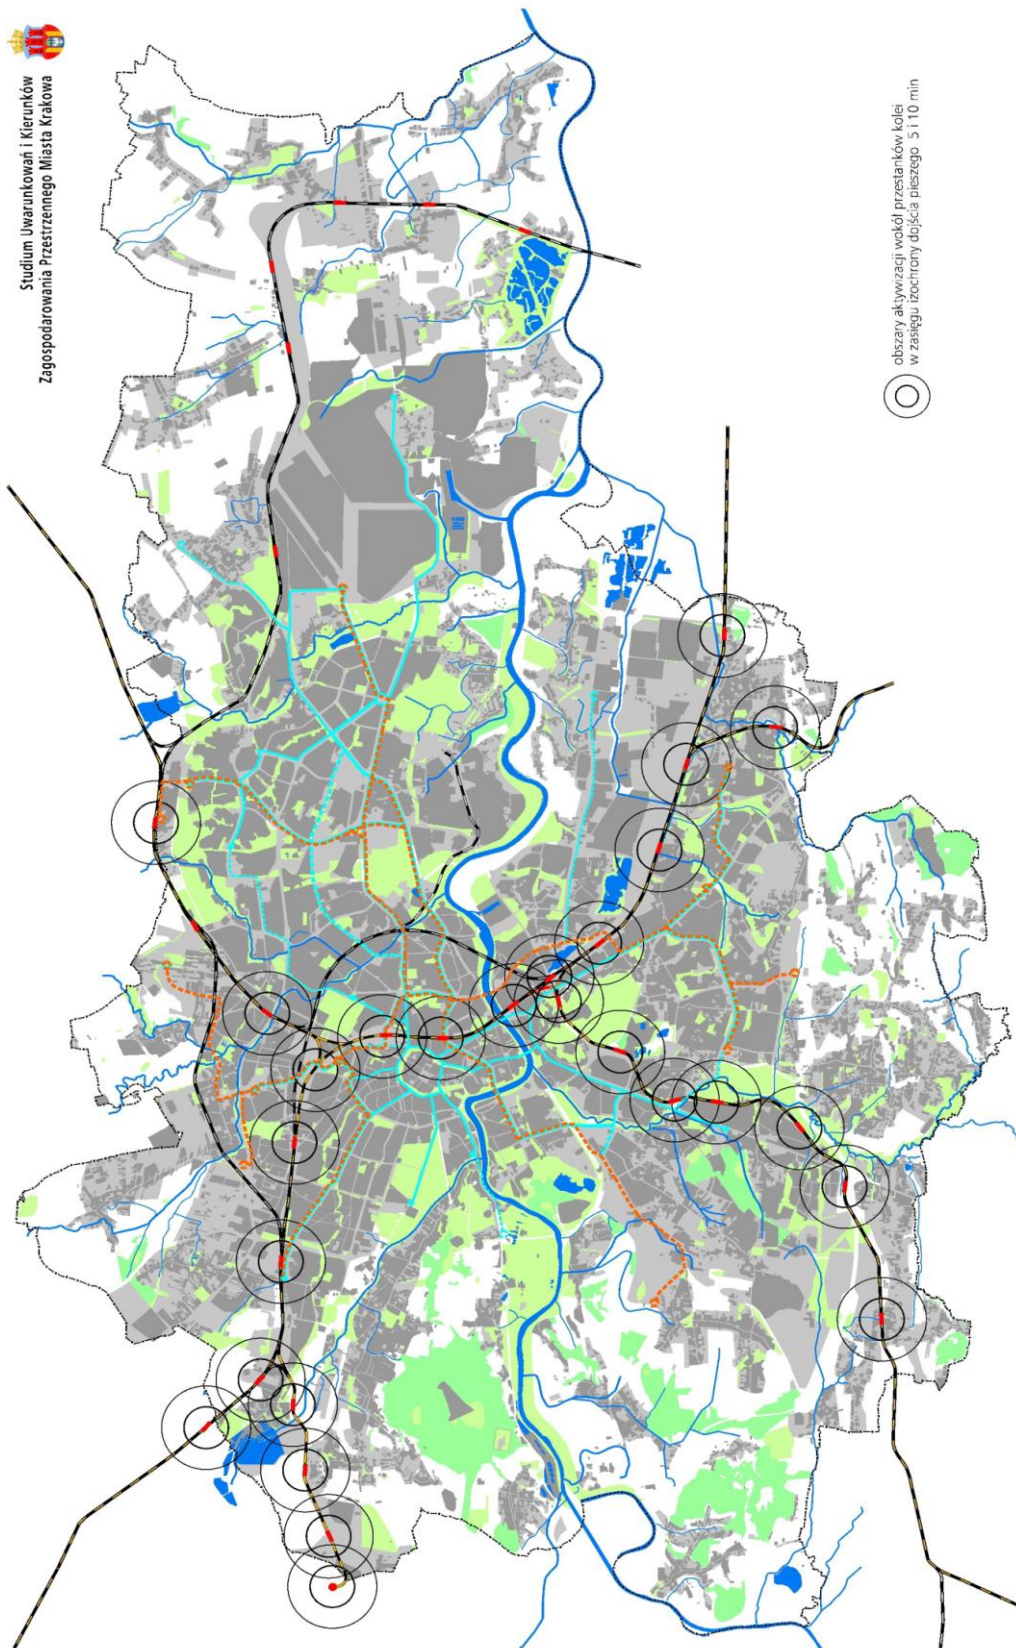 Studium Uwarunkowań i Kierunków
Zagospodarowania Przestrzennego Miasta Krakowa
obszary aktywizacji wokół przestanków kolei
w zasięgu izochrony dojścia pieszego 5 i 10 min